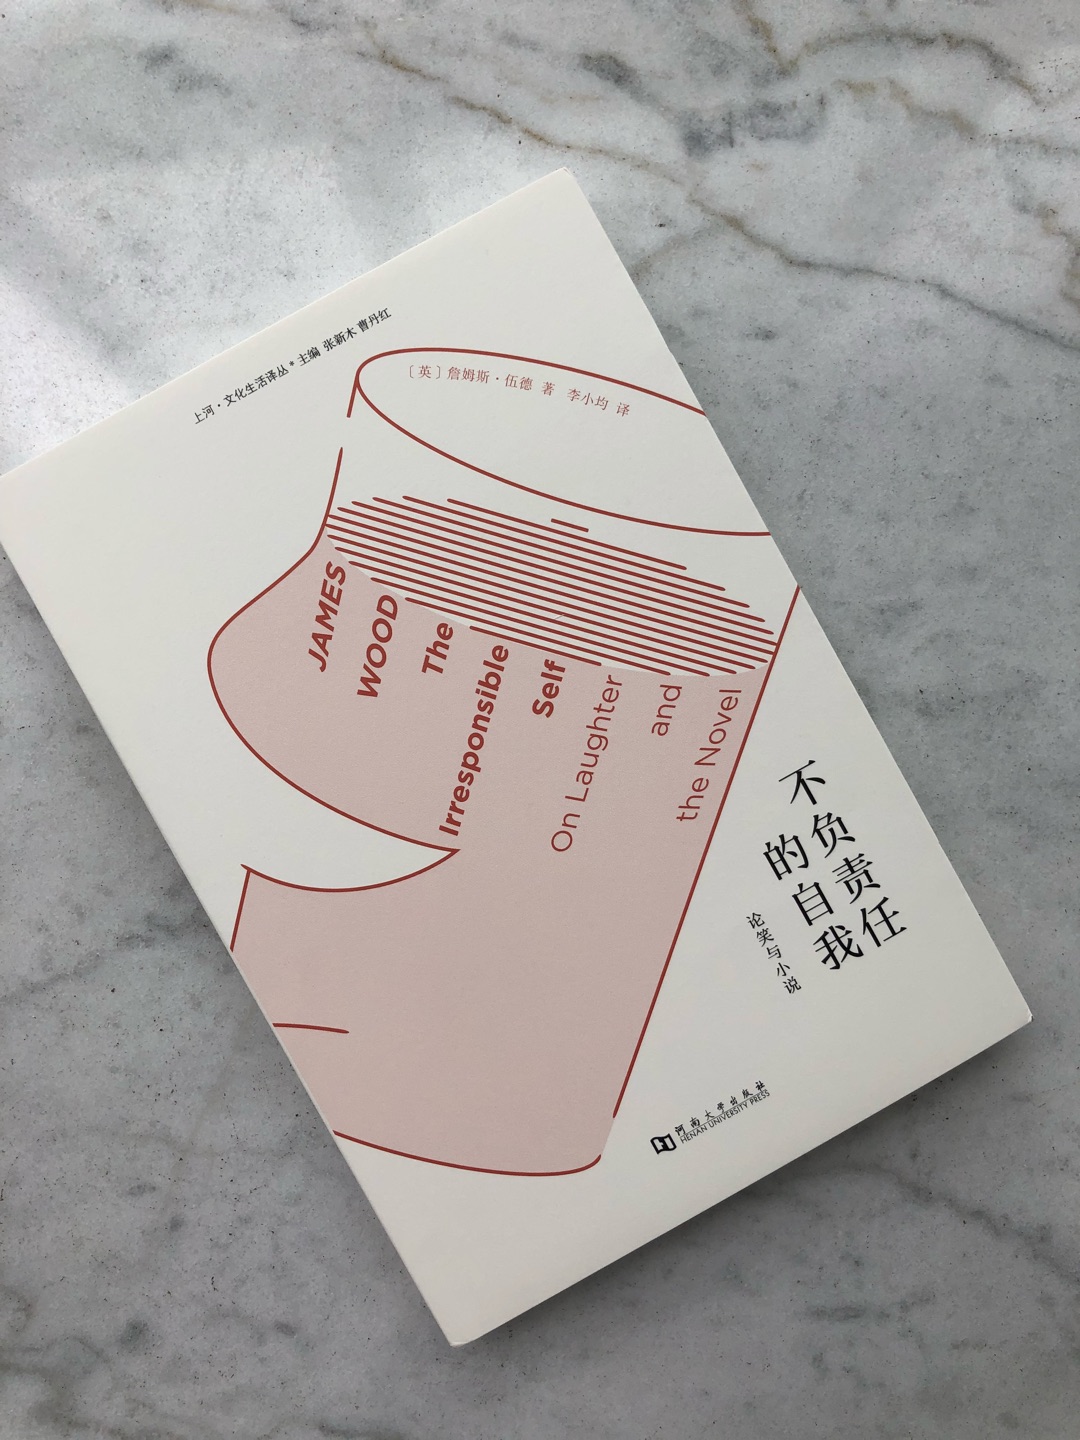 上河·文化生活译丛*主编 张新木 曹丹红
〔英〕詹姆斯·伍德 著 李小均 译
JAMES
WOOD
The
Irresponsible
Self
On Laughter
and
the Novel
不负责任
的自我
论笑与小说
河南大学出版社
HENAN UNIVERSITY PRESS